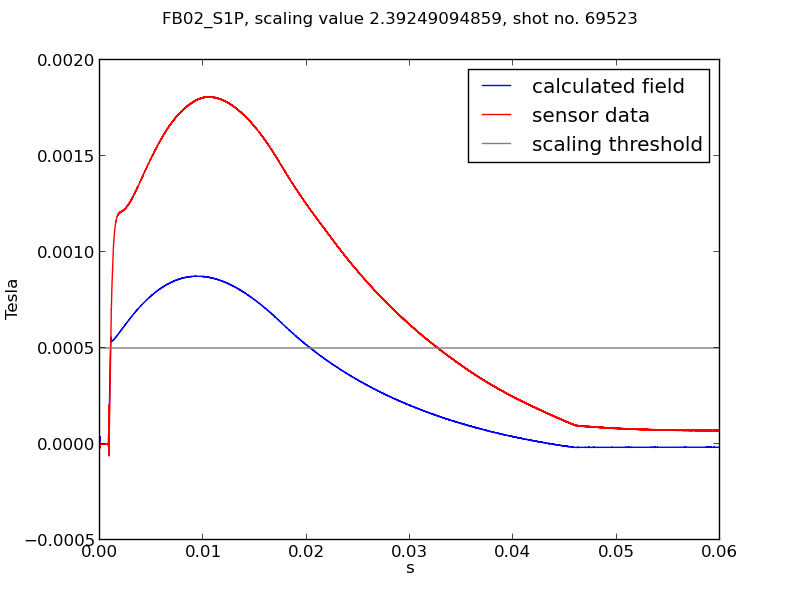 FB02_S1P, scaling value 2.39249094859, shot no. 69523
calculated field
sensor data
scaling threshold
Tesla
0.0020
0.0015
0.0010
0.0005
0.0000
−0.0005
0.00
0.01
0.02
0.03
0.04
0.05
0.06
s